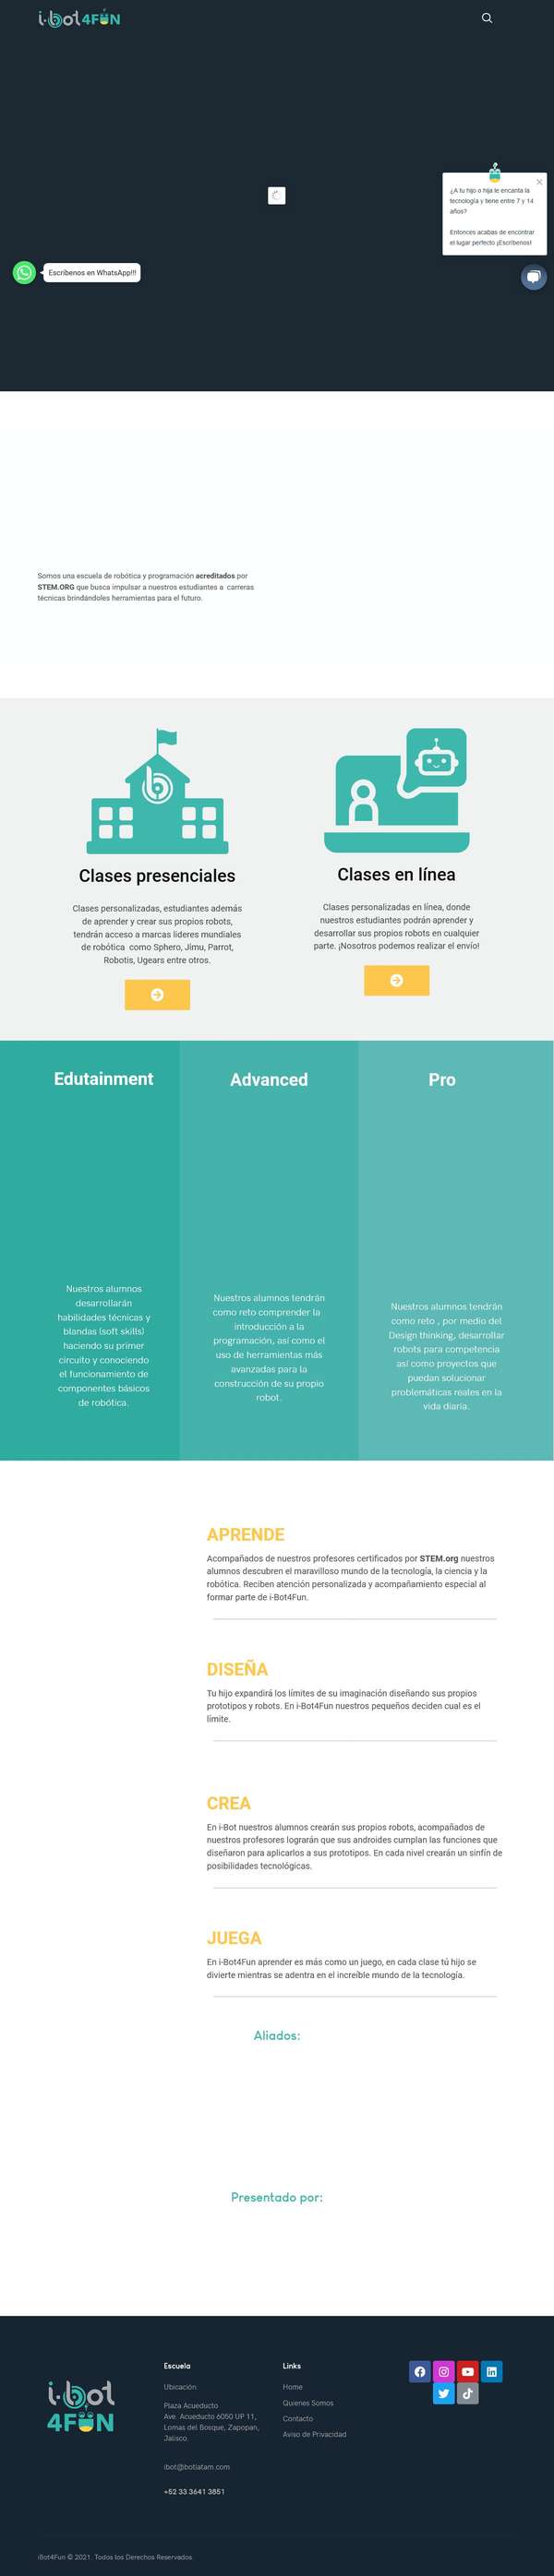 i-bot 4FUN
¿A tu hijo o hija le encanta la
tecnología y tiene entre 7 y 14
años?
Entonces acabas de encontrar
el lugar perfecto ¡Escríbenos!
Escríbenos en WhatsApp!!!
Somos una escuela de robótica y programación acreditados por
STEM.ORG que busca impulsar a nuestros estudiantes a carreras
técnicas brindándoles herramientas para el futuro.
Clases presenciales
Clases personalizadas, estudiantes además
de aprender y crear sus propios robots,
tendrán acceso a marcas líderes mundiales
de robótica como Sphero, Jimu, Parrot,
Robotis, Ugears entre otros.
Clases en línea
Clases personalizadas en línea, donde
nuestros estudiantes podrán aprender y
desarrollar sus propios robots en cualquier
parte. ¡Nosotros podemos realizar el envío!
Edutainment
Nuestros alumnos
desarrollarán
habilidades técnicas y
blandas (soft skills)
haciendo su primer
circuito y conociendo
el funcionamiento de
componentes básicos
de robótica.
Advanced
Nuestros alumnos tendrán
como reto comprender la
introducción a la
programación, así como el
uso de herramientas más
avanzadas para la
construcción de su propio
robot.
Pro
Nuestros alumnos tendrán
como reto , por medio del
Design thinking, desarrollar
robots para competencia
así como proyectos que
puedan solucionar
problemáticas reales en la
vida diaria.
APRENDE
Acompañados de nuestros profesores certificados por STEM.org nuestros
alumnos descubren el maravilloso mundo de la tecnología, la ciencia y la
robótica. Reciben atención personalizada y acompañamiento especial al
formar parte de i-Bot4Fun.
DISEÑA
Tu hijo expandirá los límites de su imaginación diseñando sus propios
prototipos y robots. En i-Bot4Fun nuestros pequeños deciden cual es el
límite.
CREA
En i-Bot nuestros alumnos crearán sus propios robots, acompañados de
nuestros profesores lograrán que sus androides cumplan las funciones que
diseñaron para aplicarlos a sus prototipos. En cada nivel crearán un sinfín de
posibilidades tecnológicas.
JUEGA
En i-Bot4Fun aprender es más como un juego, en cada clase tú hijo se
divierte mientras se adentra en el increíble mundo de la tecnología.
Aliados:
Presentado por:
i-bot
4FUN
Escuela
Ubicación:
Plaza Acueducto
Ave. Acueducto 6050 UP 11,
Lomas del Bosque, Zapopan,
Jalisco.
ibot@botlatam.com
+52 33 3641 3851
Links
Home
Quienes Somos
Contacto
Aviso de Privacidad
iBot4Fun © 2021. Todos los Derechos Reservados.